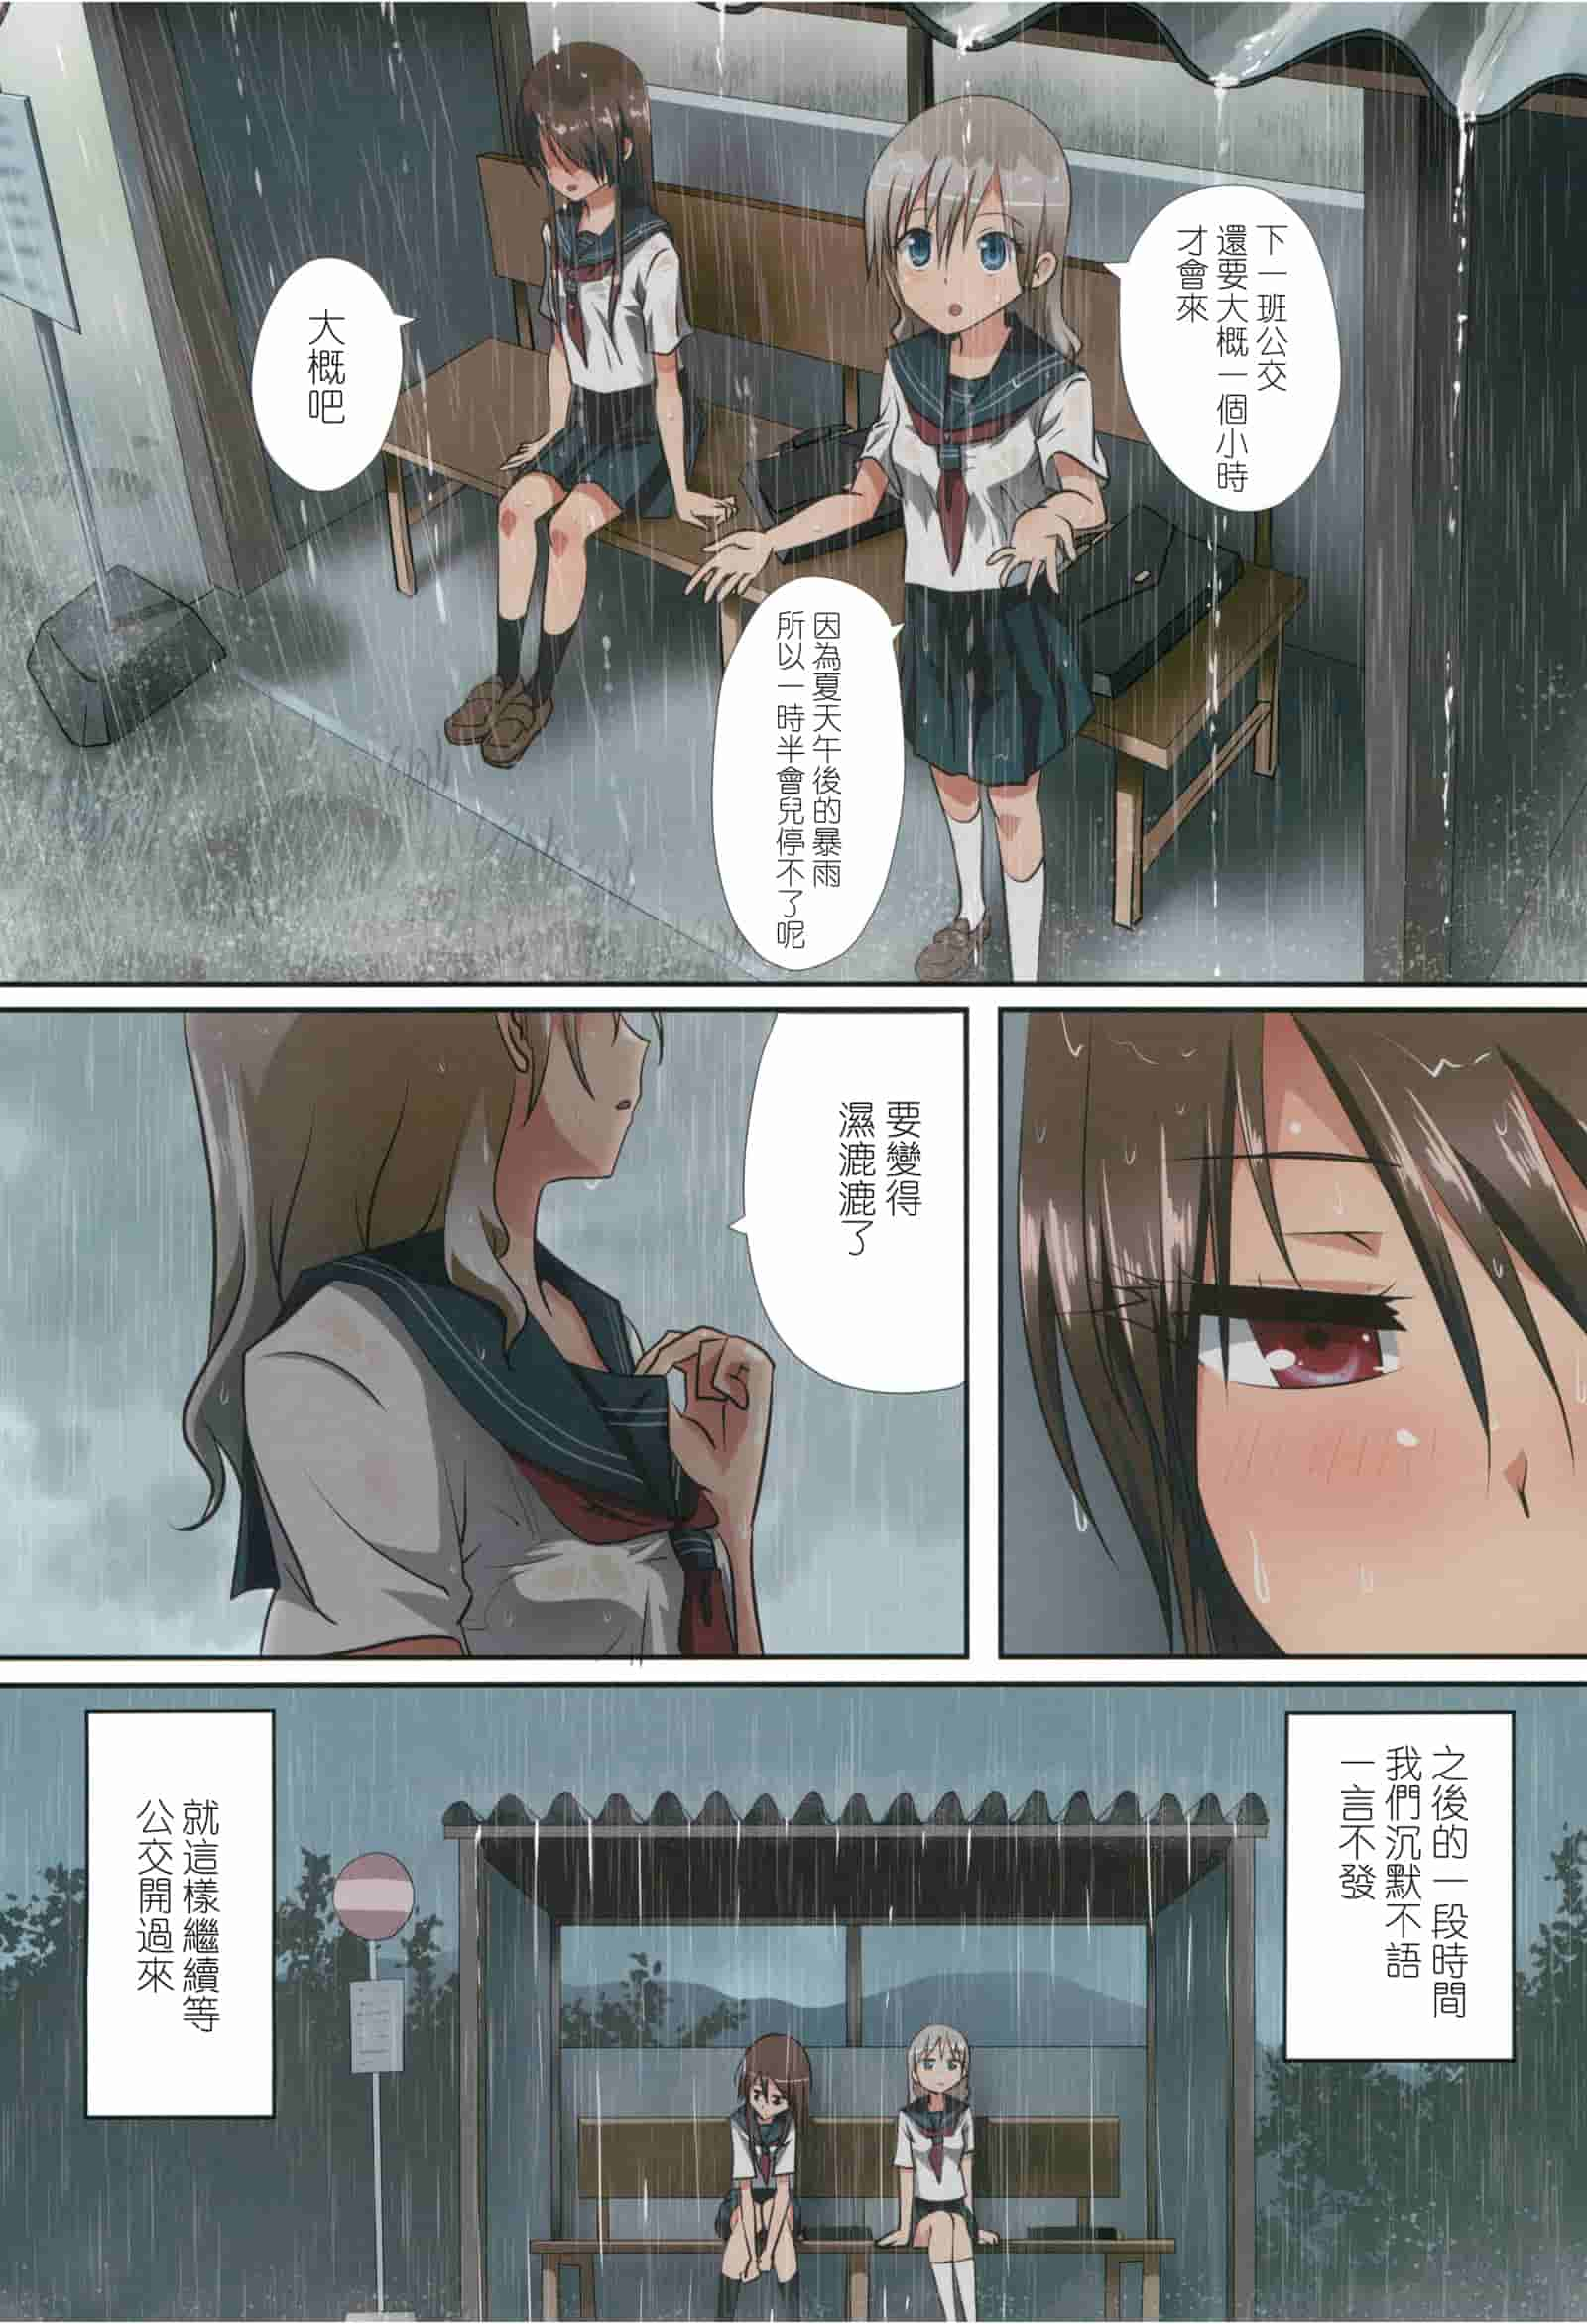 下一班公交
還要大概一個小時
才會來
因為夏天午後的暴雨
所以一時半會兒停不了呢
大概吧
要變得
濕漉漉了
之後的一段時間
我們沉默不語
一言不發
就這樣繼續等
公交開過來